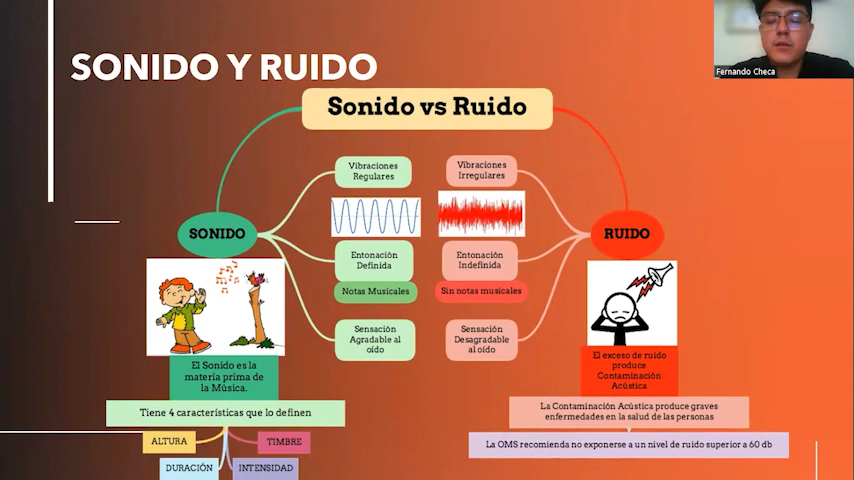 SONIDO Y RUIDO
Fernando Checa
Sonido vs Ruido
SONIDO
Vibraciones
Regulares
Entonación
Definida
Notas Musicales
Sensación
Agradable al
oído
El Sonido es la
materia prima de
la Música.
Tiene 4 características que lo definen
ALTURA
TIMBRE
DURACIÓN
INTENSIDAD
RUIDO
Vibraciones
Irregulares
Entonación
Indefinida
Sin notas musicales
Sensación
Desagradable al
oído
El exceso de ruido
produce
Contaminación
Acústica
La Contaminación Acústica produce graves
enfermedades en la salud de las personas
La OMS recomienda no exponerse a un nivel de ruido superior a 60 db